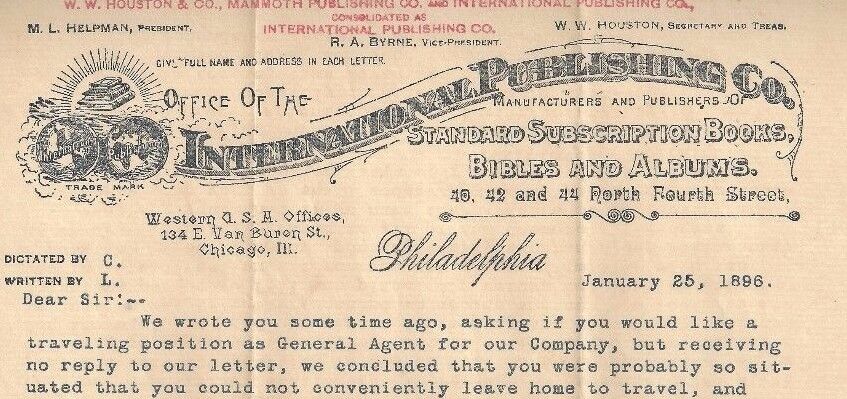 W. W. HOUSTON & CO., MAMMOTH PUBLISHING CO. AND INTERNATIONAL PUBLISHING CO.,
CONSOLIDATED AS
INTERNATIONAL PUBLISHING CO.
M. L. HELPMAN, PRESIDENT.
W. W. HOUSTON, SECRETARY AND TREAS.
R. A. BYRNE, VICE-PRESIDENT.
GIVE FULL NAME AND ADDRESS IN EACH LETTER.
OFFICE OF THE
INTERNATIONAL PUBLISHING CO.
MANUFACTURERS AND PUBLISHERS OF
STANDARD SUBSCRIPTION BOOKS,
BIBLES AND ALBUMS.
40, 42 and 44 North Fourth Street,
TRADE MARK
Western U.S.A. Offices,
134 E. Van Buren St.,
Chicago, Ill.
Philadelphia
January 25, 1896.
DICTATED BY C.
WRITTEN BY L.
Dear Sir:--
We wrote you some time ago, asking if you would like a
traveling position as General Agent for our Company, but receiving
no reply to our letter, we concluded that you were probably so sit-
uated that you could not conveniently leave home to travel, and